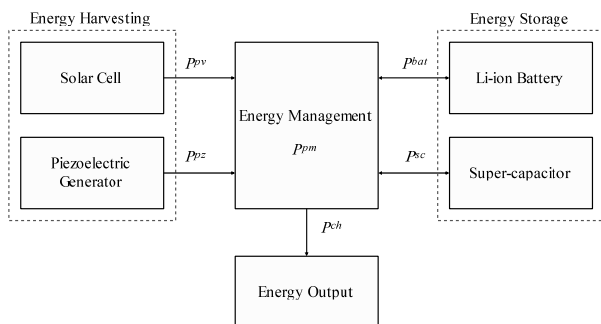 Energy Harvesting
Energy Storage
Solar Cell
Ppv
Pbat
Li-ion Battery
Energy Management
Ppm
Piezoelectric
Generator
Ppz
Psc
Super-capacitor
Pch
Energy Output